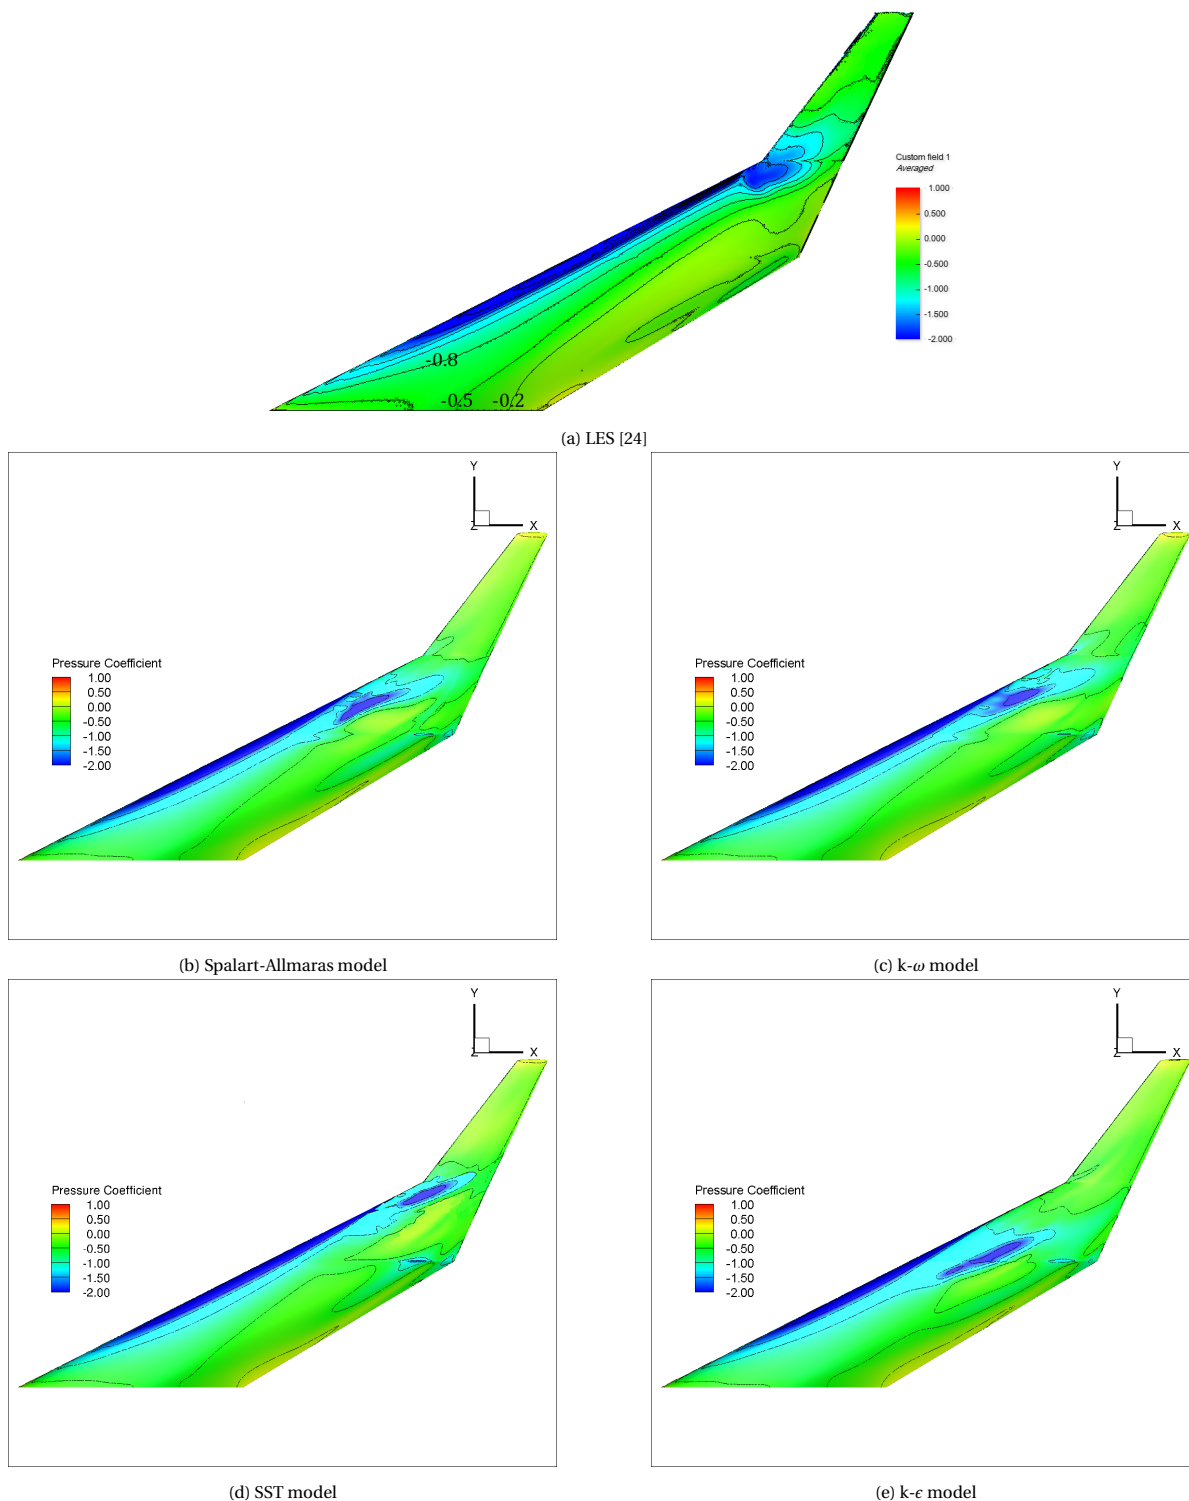 Custom field 1
Averaged
1.000
0.500
0.000
-0.500
-1.000
-1.500
-2.000
-0.8
-0.5 -0.2
(a) LES [24]
Y
Z X
Pressure Coefficient
1.00
0.50
0.00
-0.50
-1.00
-1.50
-2.00
(b) Spalart-Allmaras model
Y
Z X
Pressure Coefficient
1.00
0.50
0.00
-0.50
-1.00
-1.50
-2.00
(c) k-ω model
Y
Z X
Pressure Coefficient
1.00
0.50
0.00
-0.50
-1.00
-1.50
-2.00
(d) SST model
Y
Z X
Pressure Coefficient
1.00
0.50
0.00
-0.50
-1.00
-1.50
-2.00
(e) k-ϵ model